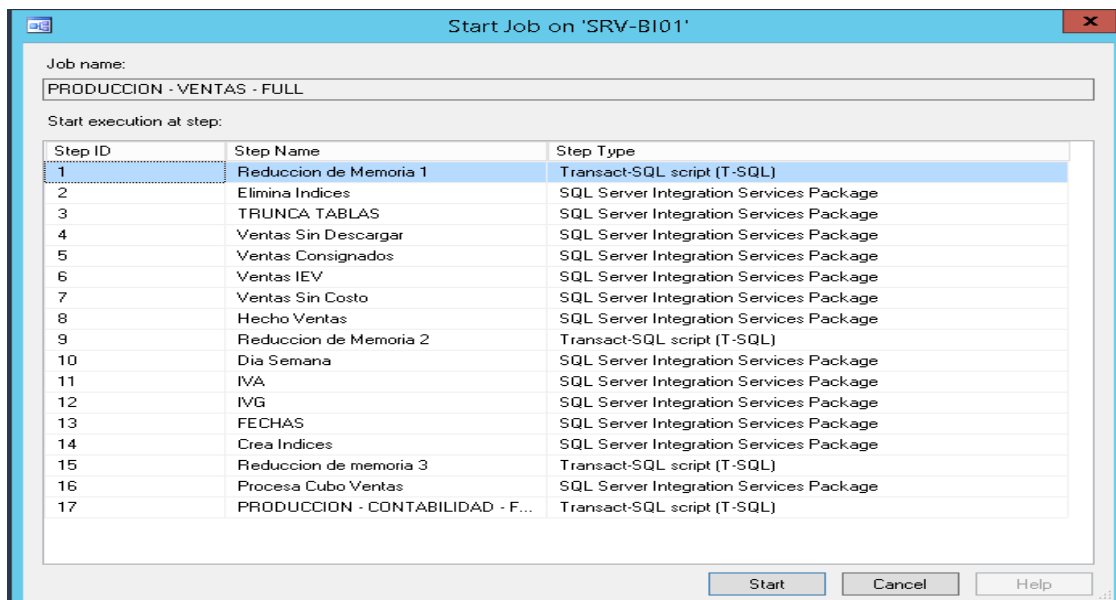 Start Job on 'SRV-BI01'
Job name:
PRODUCCION - VENTAS - FULL
Start execution at step:
Step ID Step Name Step Type
1 Reduccion de Memoria 1 Transact-SQL script (T-SQL)
2 Elimina Indices SQL Server Integration Services Package
3 TRUNCA TABLAS SQL Server Integration Services Package
4 Ventas Sin Descargar SQL Server Integration Services Package
5 Ventas Consignados SQL Server Integration Services Package
6 Ventas IEV SQL Server Integration Services Package
7 Ventas Sin Costo SQL Server Integration Services Package
8 Hecho Ventas SQL Server Integration Services Package
9 Reduccion de Memoria 2 Transact-SQL script (T-SQL)
10 Dia Semana SQL Server Integration Services Package
11 IVA SQL Server Integration Services Package
12 IVG SQL Server Integration Services Package
13 FECHAS SQL Server Integration Services Package
14 Crea Indices SQL Server Integration Services Package
15 Reduccion de memoria 3 Transact-SQL script (T-SQL)
16 Procesa Cubo Ventas SQL Server Integration Services Package
17 PRODUCCION - CONTABILIDAD - F... Transact-SQL script (T-SQL)
Start Cancel Help